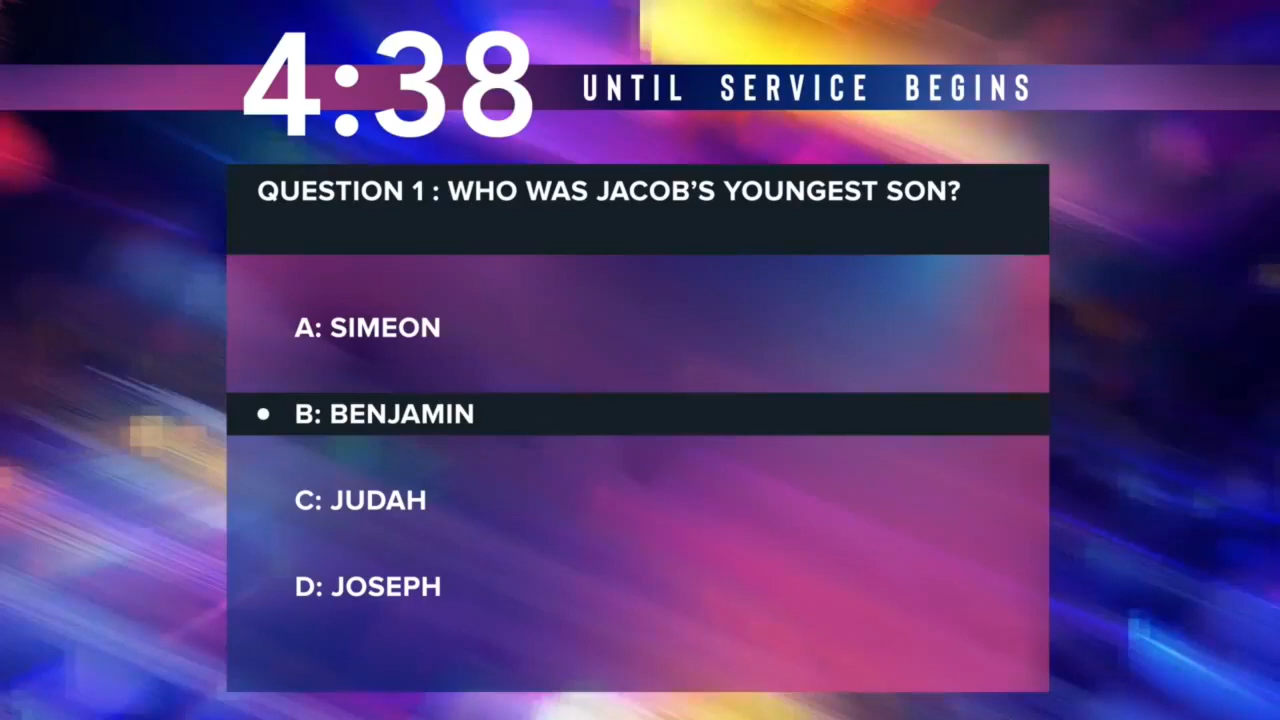 4:38 UNTIL SERVICE BEGINS
QUESTION 1 : WHO WAS JACOB’S YOUNGEST SON?
A: SIMEON
• B: BENJAMIN
C: JUDAH
D: JOSEPH